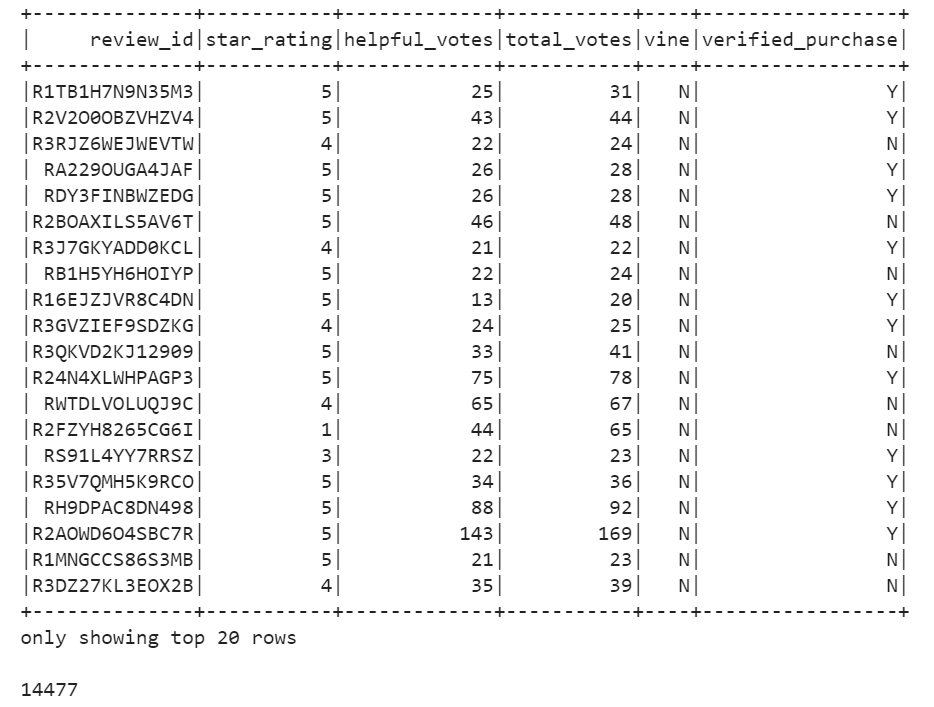 +--------------+-----------+-------------+-----------+----+-----------------+
|     review_id|star_rating|helpful_votes|total_votes|vine|verified_purchase|
+--------------+-----------+-------------+-----------+----+-----------------+
|R1TB1H7N9N35M3|          5|           25|         31|   N|                Y|
|R2V2O0OBZVHZV4|          5|           43|         44|   N|                Y|
|R3RJZ6WEJWEVTW|          4|           22|         24|   N|                N|
| RA229OUGA4JAF|          5|           26|         28|   N|                Y|
| RDY3FINBWZEDG|          5|           26|         28|   N|                Y|
|R2BOAXILS5AV6T|          5|           46|         48|   N|                N|
|R3J7GKYADD0KCL|          4|           21|         22|   N|                Y|
| RB1H5YH6HOIYP|          5|           22|         24|   N|                N|
|R16EJZJVR8C4DN|          5|           13|         20|   N|                Y|
|R3GVZIEF9SDZKG|          4|           24|         25|   N|                Y|
|R3QKVD2KJ12909|          5|           33|         41|   N|                N|
|R24N4XLWHPAGP3|          5|           75|         78|   N|                Y|
| RWTDLVOLUQJ9C|          4|           65|         67|   N|                N|
|R2FZYH8265CG6I|          1|           44|         65|   N|                N|
| RS91L4YY7RRSZ|          3|           22|         23|   N|                Y|
|R35V7QMH5K9RCO|          5|           34|         36|   N|                Y|
| RH9DPAC8DN498|          5|           88|         92|   N|                Y|
|R2AOWD6O4SBC7R|          5|          143|        169|   N|                Y|
|R1MNGCCS86S3MB|          5|           21|         23|   N|                N|
|R3DZ27KL3EOX2B|          4|           35|         39|   N|                N|
+--------------+-----------+-------------+-----------+----+-----------------+
only showing top 20 rows
14477